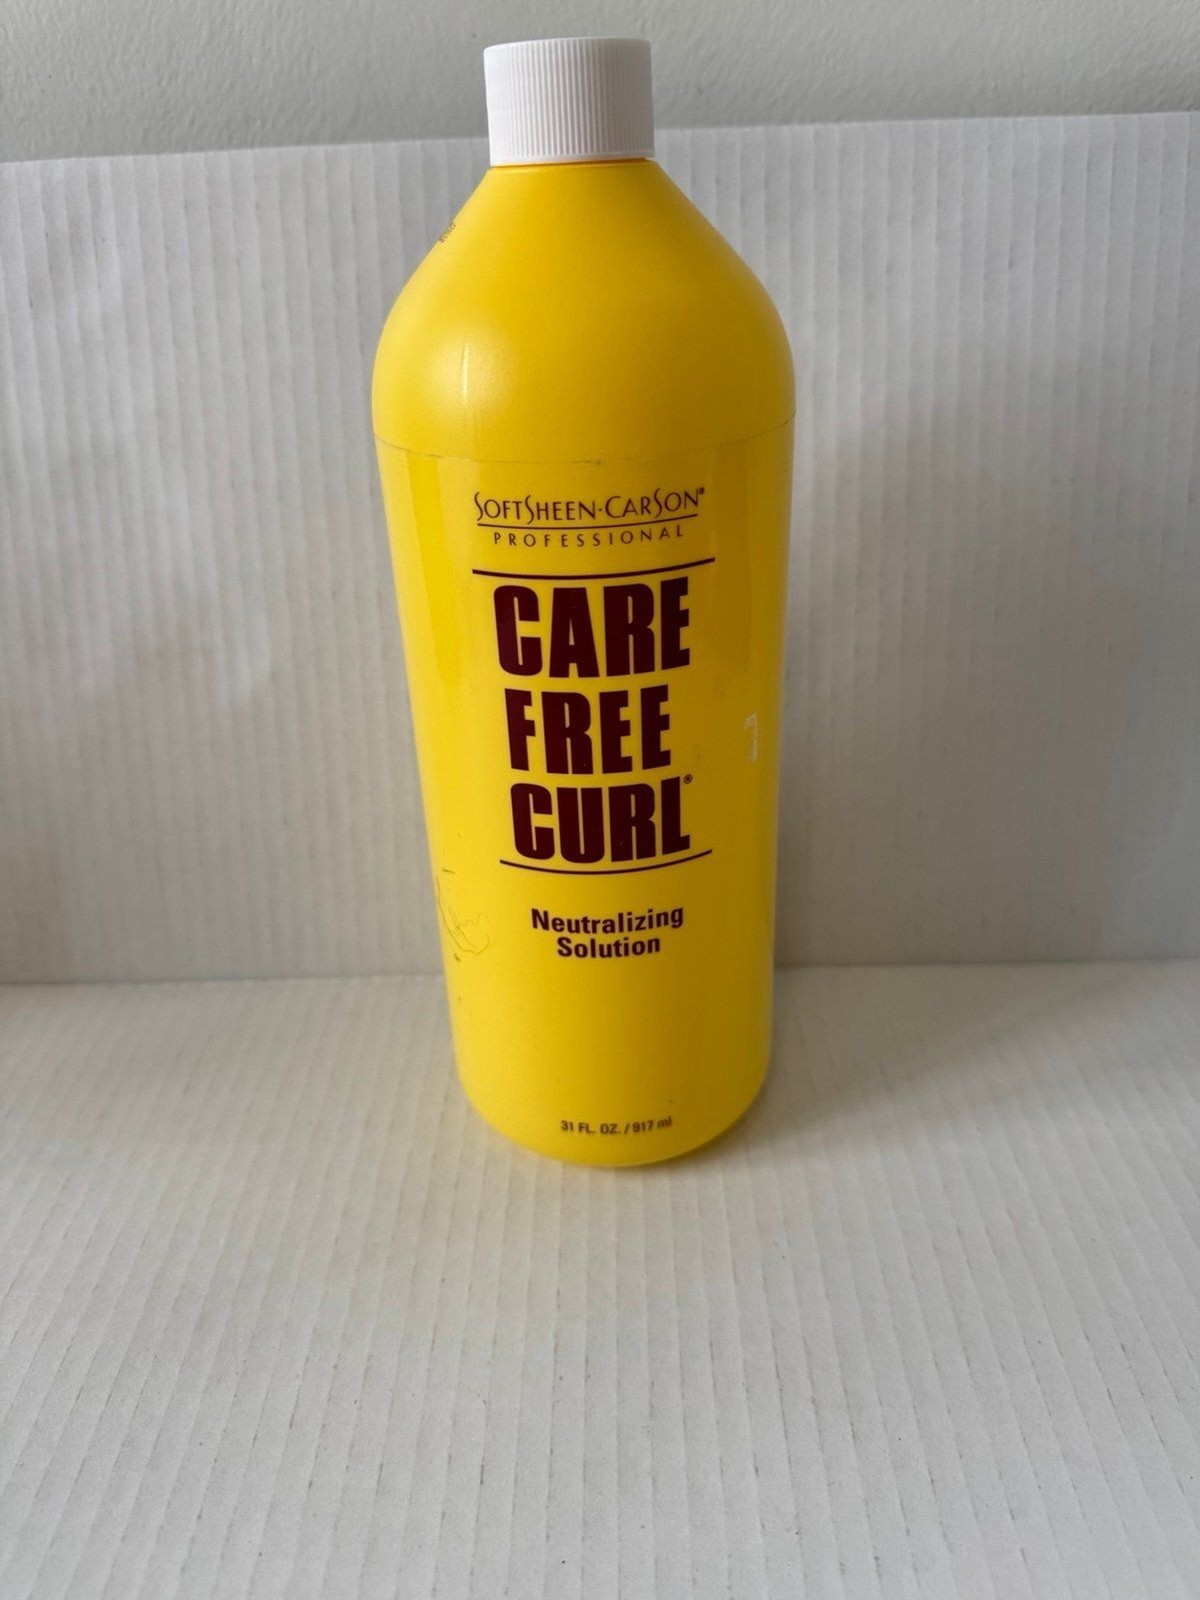 SOFTSHEEN·CARSON®
PROFESSIONAL
CARE
FREE
CURL®
Neutralizing
Solution
31 FL. OZ. / 917 ml